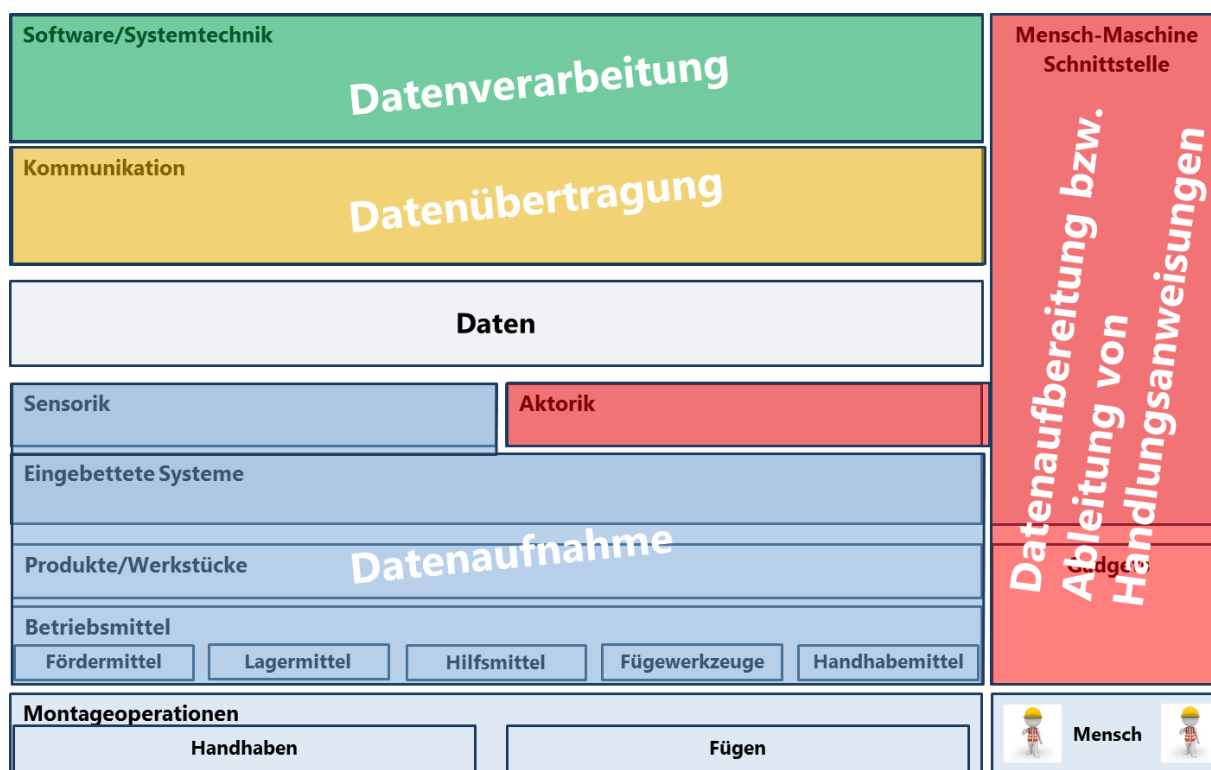 Software/Systemtechnik
Datenverarbeitung
Kommunikation
Datenübertragung
Daten
Sensorik
Aktorik
Eingebettete Systeme
Datenaufnahme
Produkte/Werkstücke
Betriebsmittel
Fördermittel
Lagermittel
Hilfsmittel
Fügewerkzeuge
Handhabemittel
Montageoperationen
Handhaben
Fügen
Mensch-Maschine
Schnittstelle
Datenaufbereitung bzw.
Ableitung von
Handlungsanweisungen
Gadgets
Mensch